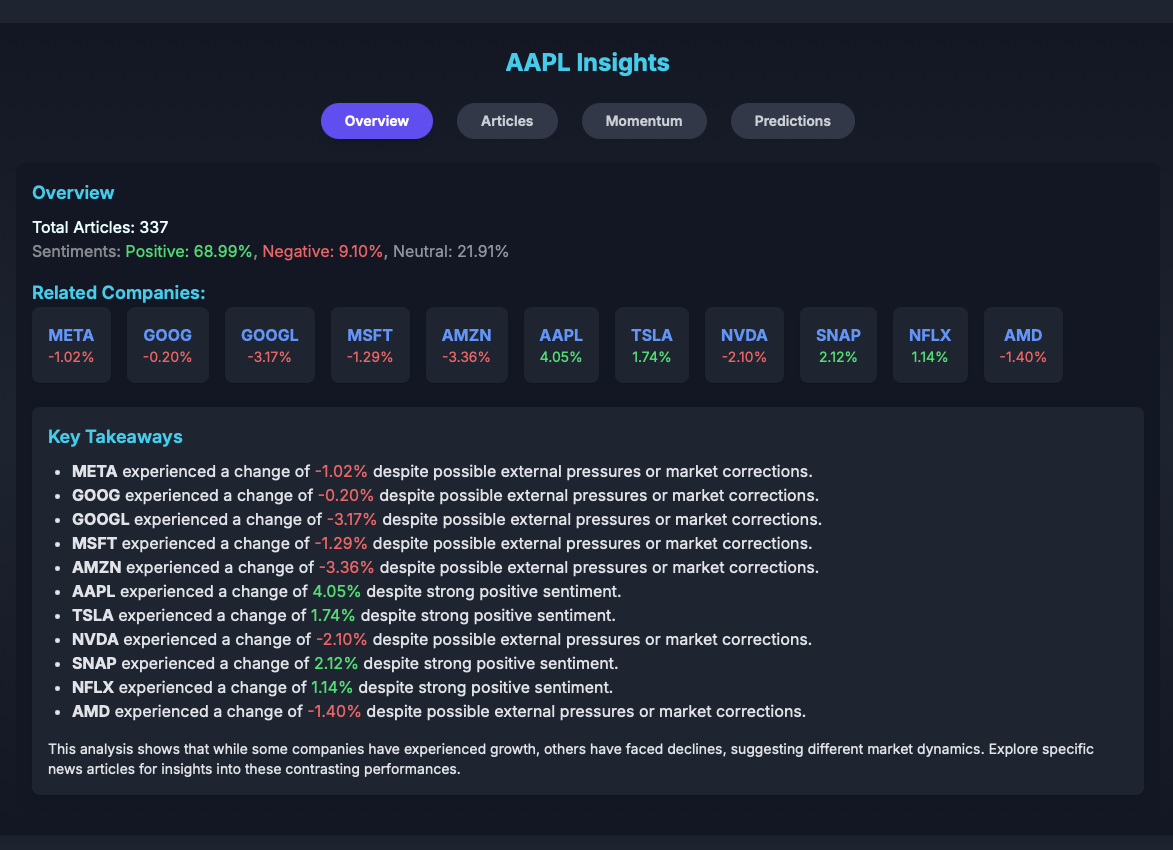 AAPL Insights
Overview Articles Momentum Predictions
Overview
Total Articles: 337
Sentiments: Positive: 68.99%, Negative: 9.10%, Neutral: 21.91%
Related Companies:
META GOOG GOOGL MSFT AMZN AAPL TSLA NVDA SNAP NFLX AMD
-1.02% -0.20% -3.17% -1.29% -3.36% 4.05% 1.74% -2.10% 2.12% 1.14% -1.40%
Key Takeaways
• META experienced a change of -1.02% despite possible external pressures or market corrections.
• GOOG experienced a change of -0.20% despite possible external pressures or market corrections.
• GOOGL experienced a change of -3.17% despite possible external pressures or market corrections.
• MSFT experienced a change of -1.29% despite possible external pressures or market corrections.
• AMZN experienced a change of -3.36% despite possible external pressures or market corrections.
• AAPL experienced a change of 4.05% despite strong positive sentiment.
• TSLA experienced a change of 1.74% despite strong positive sentiment.
• NVDA experienced a change of -2.10% despite possible external pressures or market corrections.
• SNAP experienced a change of 2.12% despite strong positive sentiment.
• NFLX experienced a change of 1.14% despite strong positive sentiment.
• AMD experienced a change of -1.40% despite possible external pressures or market corrections.
This analysis shows that while some companies have experienced growth, others have faced declines, suggesting different market dynamics. Explore specific
news articles for insights into these contrasting performances.